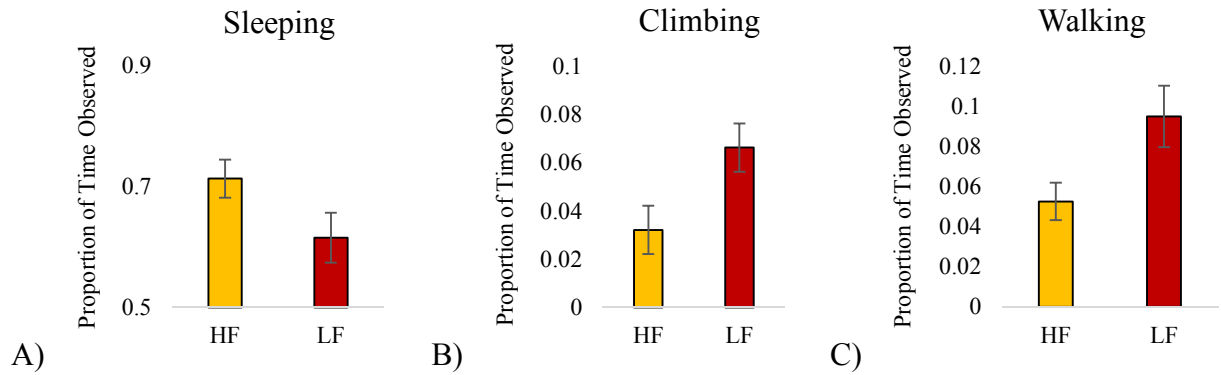 Sleeping
Proportion of Time Observed
0.9
0.7
0.5
HF LF
A)
Climbing
Proportion of Time Observed
0.1
0.08
0.06
0.04
0.02
0
HF LF
B)
Walking
Proportion of Time Observed
0.12
0.1
0.08
0.06
0.04
0.02
0
HF LF
C)